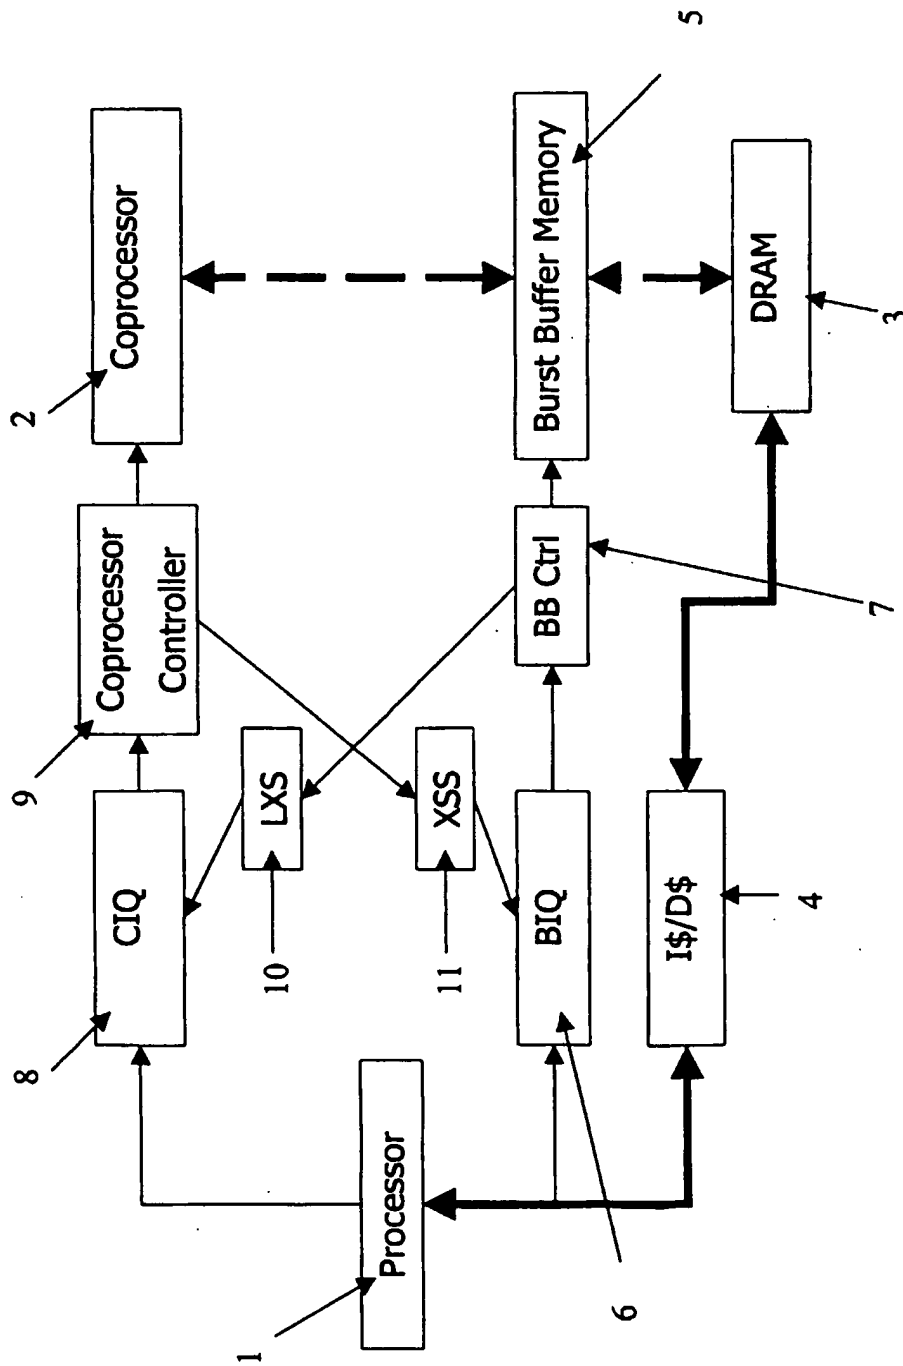 2
Coprocessor
5
Burst Buffer Memory
DRAM
3
9
Coprocessor
Controller
BB Ctrl
7
8
CIQ
LXS
10
XSS
11
BIQ
I$/D$
4
1
Processor
6